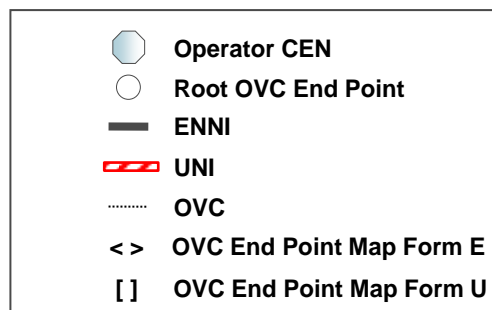 Operator CEN
Root OVC End Point
ENNI
UNI
OVC
< > OVC End Point Map Form E
[ ] OVC End Point Map Form U